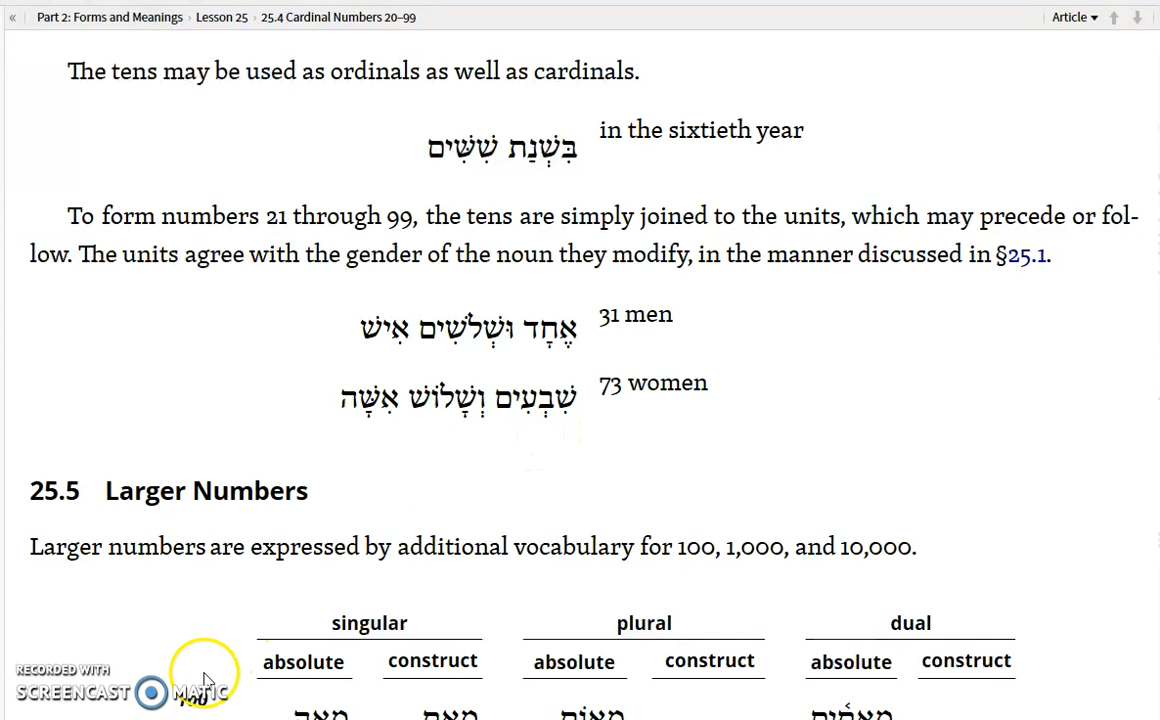 « Part 2: Forms and Meanings › Lesson 25 › 25.4 Cardinal Numbers 20–99 Article
The tens may be used as ordinals as well as cardinals.
בִּשְׁנַת שִׁשִּׁים in the sixtieth year
To form numbers 21 through 99, the tens are simply joined to the units, which may precede or fol-
low. The units agree with the gender of the noun they modify, in the manner discussed in §25.1.
אֶחָד וּשְׁלֹשִׁים אִישׁ 31 men
שִׁבְעִים וְשָׁלוֹשׁ אִשָּׁה 73 women
25.5 Larger Numbers
Larger numbers are expressed by additional vocabulary for 100, 1,000, and 10,000.
singular plural dual
absolute construct absolute construct absolute construct
100
RECORDED WITH
SCREENCAST MATIC